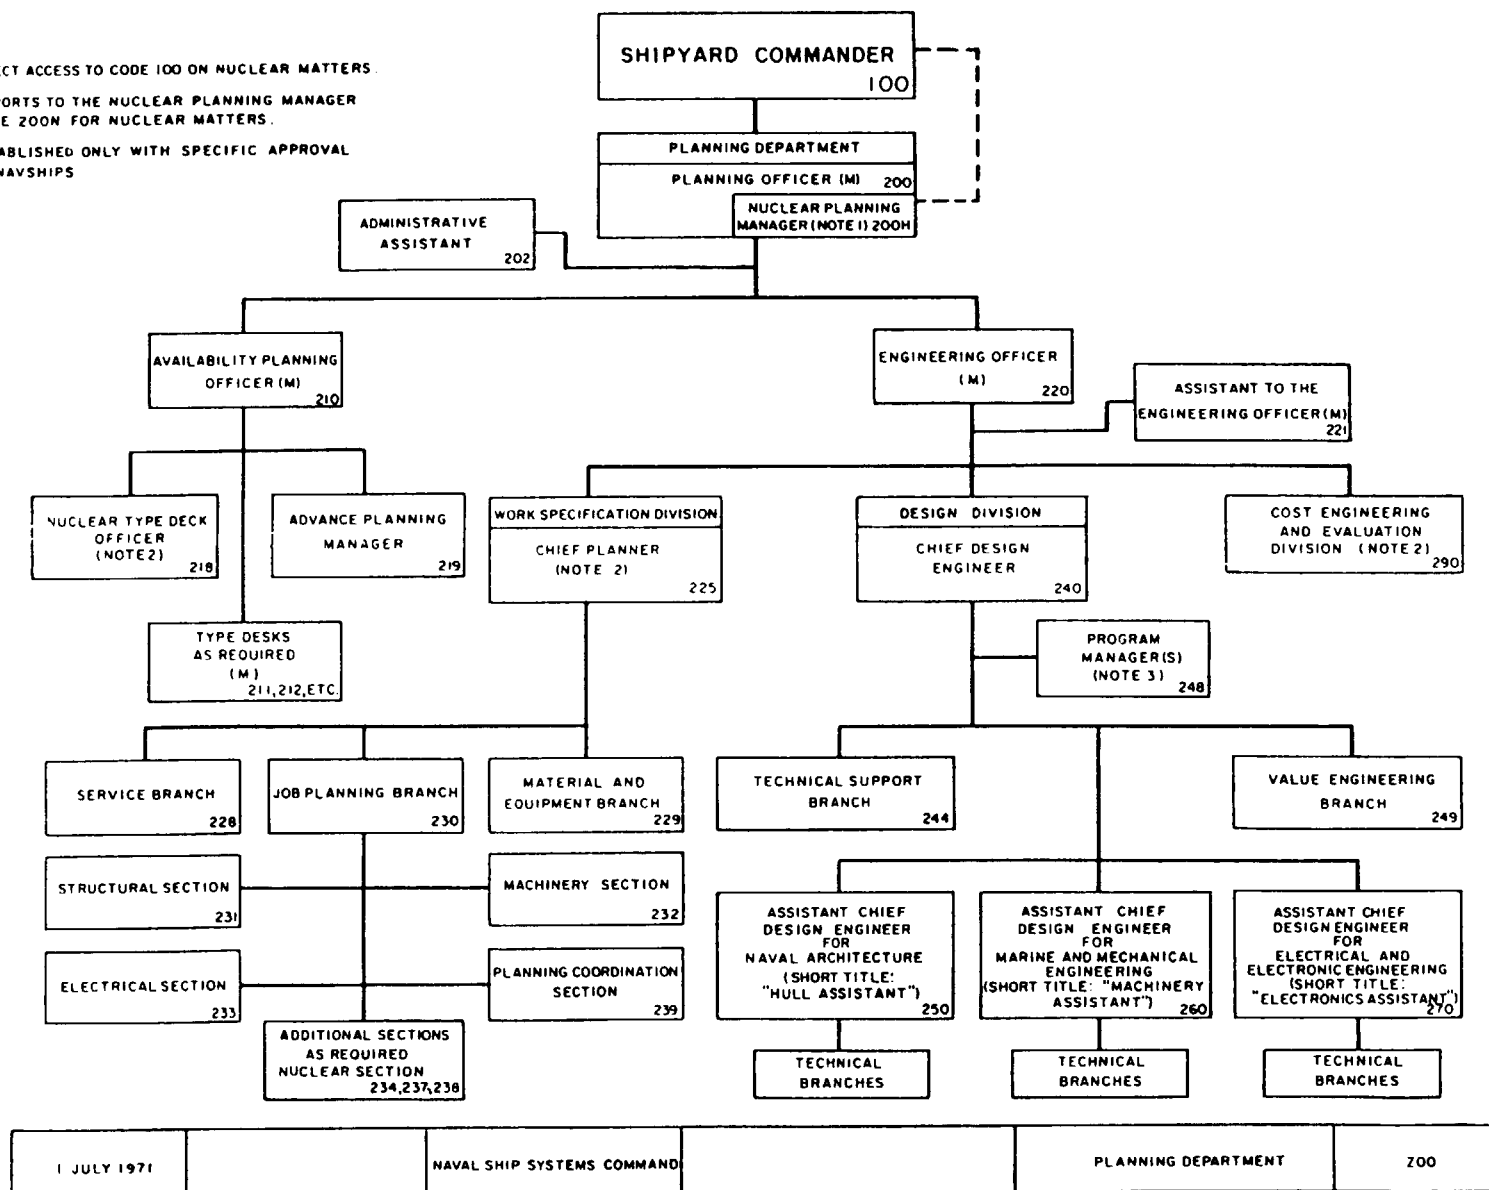 SHIPYARD COMMANDER
100
ECT ACCESS TO CODE 100 ON NUCLEAR MATTERS.
ORTS TO THE NUCLEAR PLANNING MANAGER
E 200N FOR NUCLEAR MATTERS.
ABLISHED ONLY WITH SPECIFIC APPROVAL
NAVSHIPS
PLANNING DEPARTMENT
PLANNING OFFICER (M) 200
NUCLEAR PLANNING
MANAGER (NOTE 1) 200H
ADMINISTRATIVE
ASSISTANT
202
AVAILABILITY PLANNING
OFFICER (M)
210
ENGINEERING OFFICER
(M)
220
ASSISTANT TO THE
ENGINEERING OFFICER (M)
221
NUCLEAR TYPE DECK
OFFICER
(NOTE 2)
218
ADVANCE PLANNING
MANAGER
219
WORK SPECIFICATION DIVISION
CHIEF PLANNER
(NOTE 2)
225
DESIGN DIVISION
CHIEF DESIGN
ENGINEER
240
COST ENGINEERING
AND EVALUATION
DIVISION (NOTE 2)
290
TYPE DESKS
AS REQUIRED
(M)
211, 212, ETC.
PROGRAM
MANAGER(S)
(NOTE 3)
248
SERVICE BRANCH
228
JOB PLANNING BRANCH
230
MATERIAL AND
EQUIPMENT BRANCH
229
TECHNICAL SUPPORT
BRANCH
244
VALUE ENGINEERING
BRANCH
249
STRUCTURAL SECTION
231
MACHINERY SECTION
232
ELECTRICAL SECTION
233
PLANNING COORDINATION
SECTION
239
ADDITIONAL SECTIONS
AS REQUIRED
NUCLEAR SECTION
234, 237, 238
ASSISTANT CHIEF
DESIGN ENGINEER
FOR
NAVAL ARCHITECTURE
(SHORT TITLE:
"HULL ASSISTANT")
250
ASSISTANT CHIEF
DESIGN ENGINEER
FOR
MARINE AND MECHANICAL
ENGINEERING
(SHORT TITLE: "MACHINERY
ASSISTANT")
260
ASSISTANT CHIEF
DESIGN ENGINEER
FOR
ELECTRICAL AND
ELECTRONIC ENGINEERING
(SHORT TITLE:
"ELECTRONICS ASSISTANT")
270
TECHNICAL
BRANCHES
TECHNICAL
BRANCHES
TECHNICAL
BRANCHES
1 JULY 1971
NAVAL SHIP SYSTEMS COMMAND
PLANNING DEPARTMENT
200